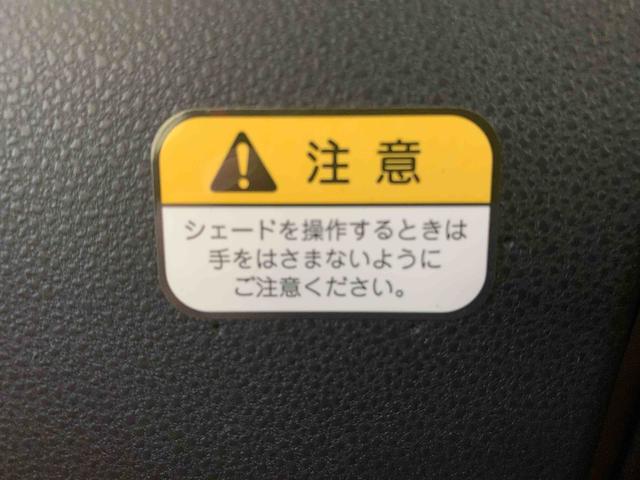 注意
シェードを操作するときは
手をはさまないように
ご注意ください。